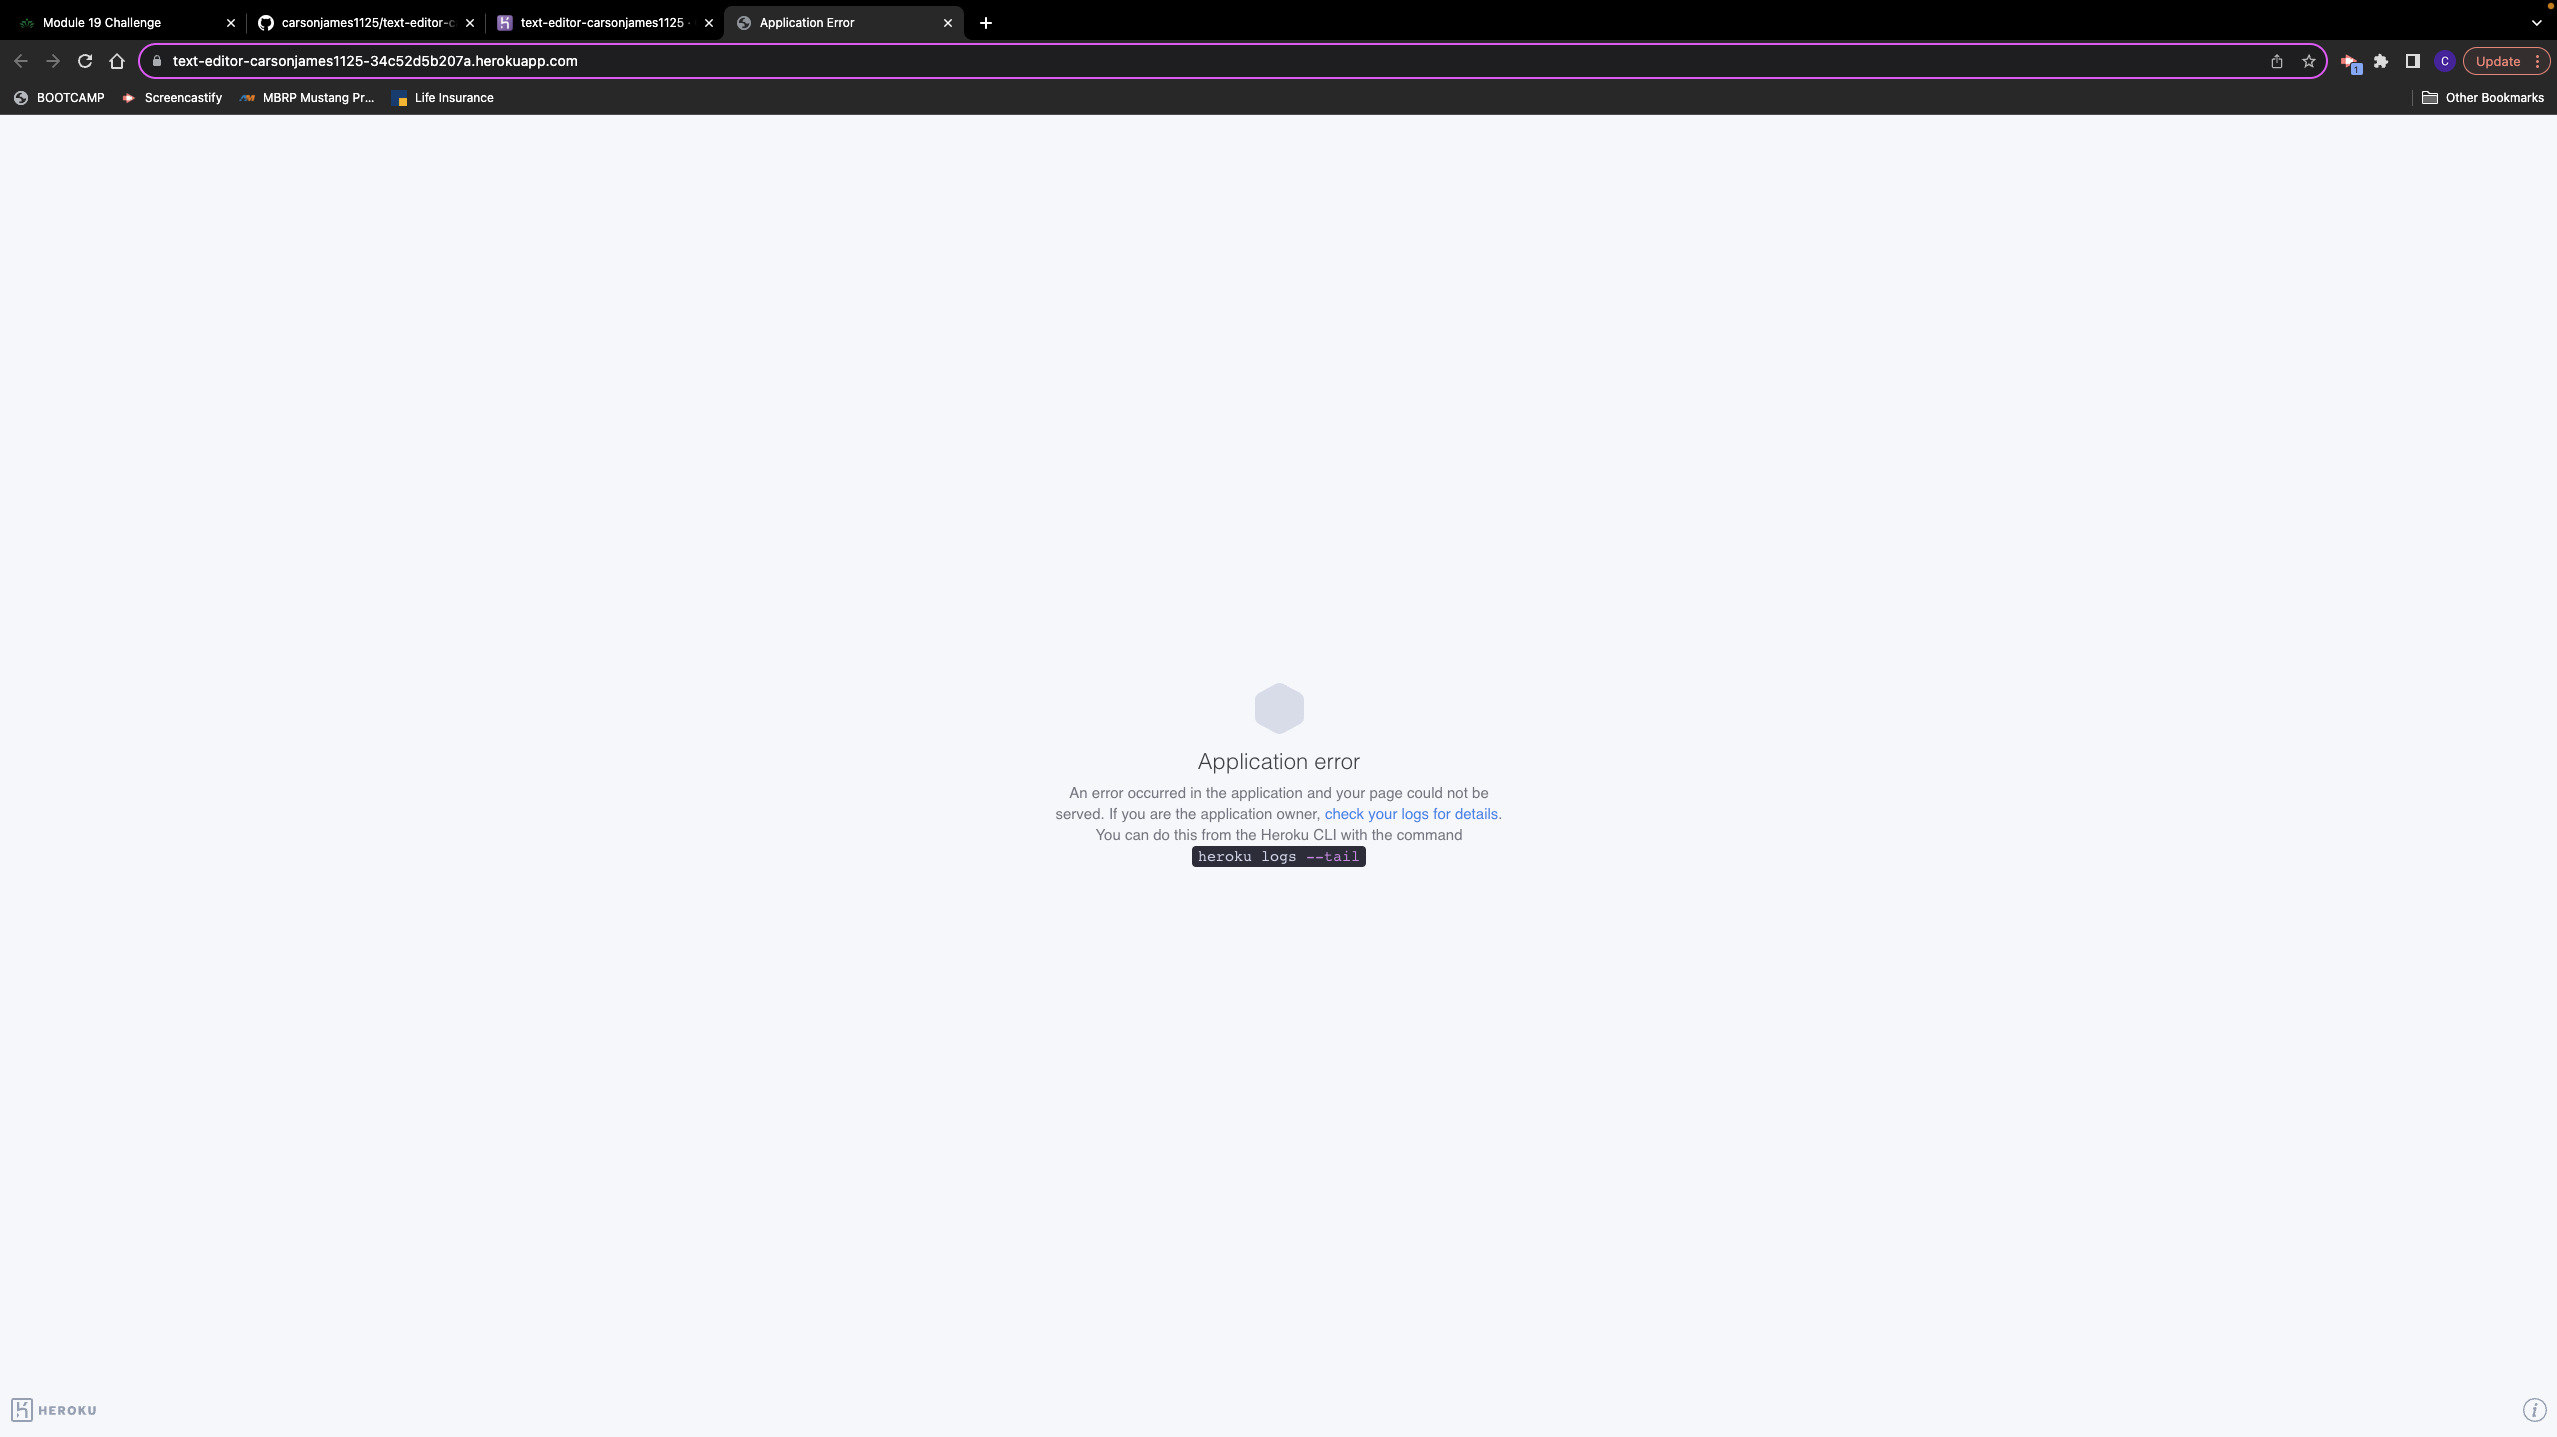 Module 19 Challenge
carsonjames1125/text-editor-c
text-editor-carsonjames1125 ·
Application Error
text-editor-carsonjames1125-34c52d5b207a.herokuapp.com
1
C
Update
BOOTCAMP
Screencastify
MBRP Mustang Pr...
Life Insurance
Other Bookmarks
Application error
An error occurred in the application and your page could not be
served. If you are the application owner, check your logs for details.
You can do this from the Heroku CLI with the command
heroku logs --tail
HEROKU
i